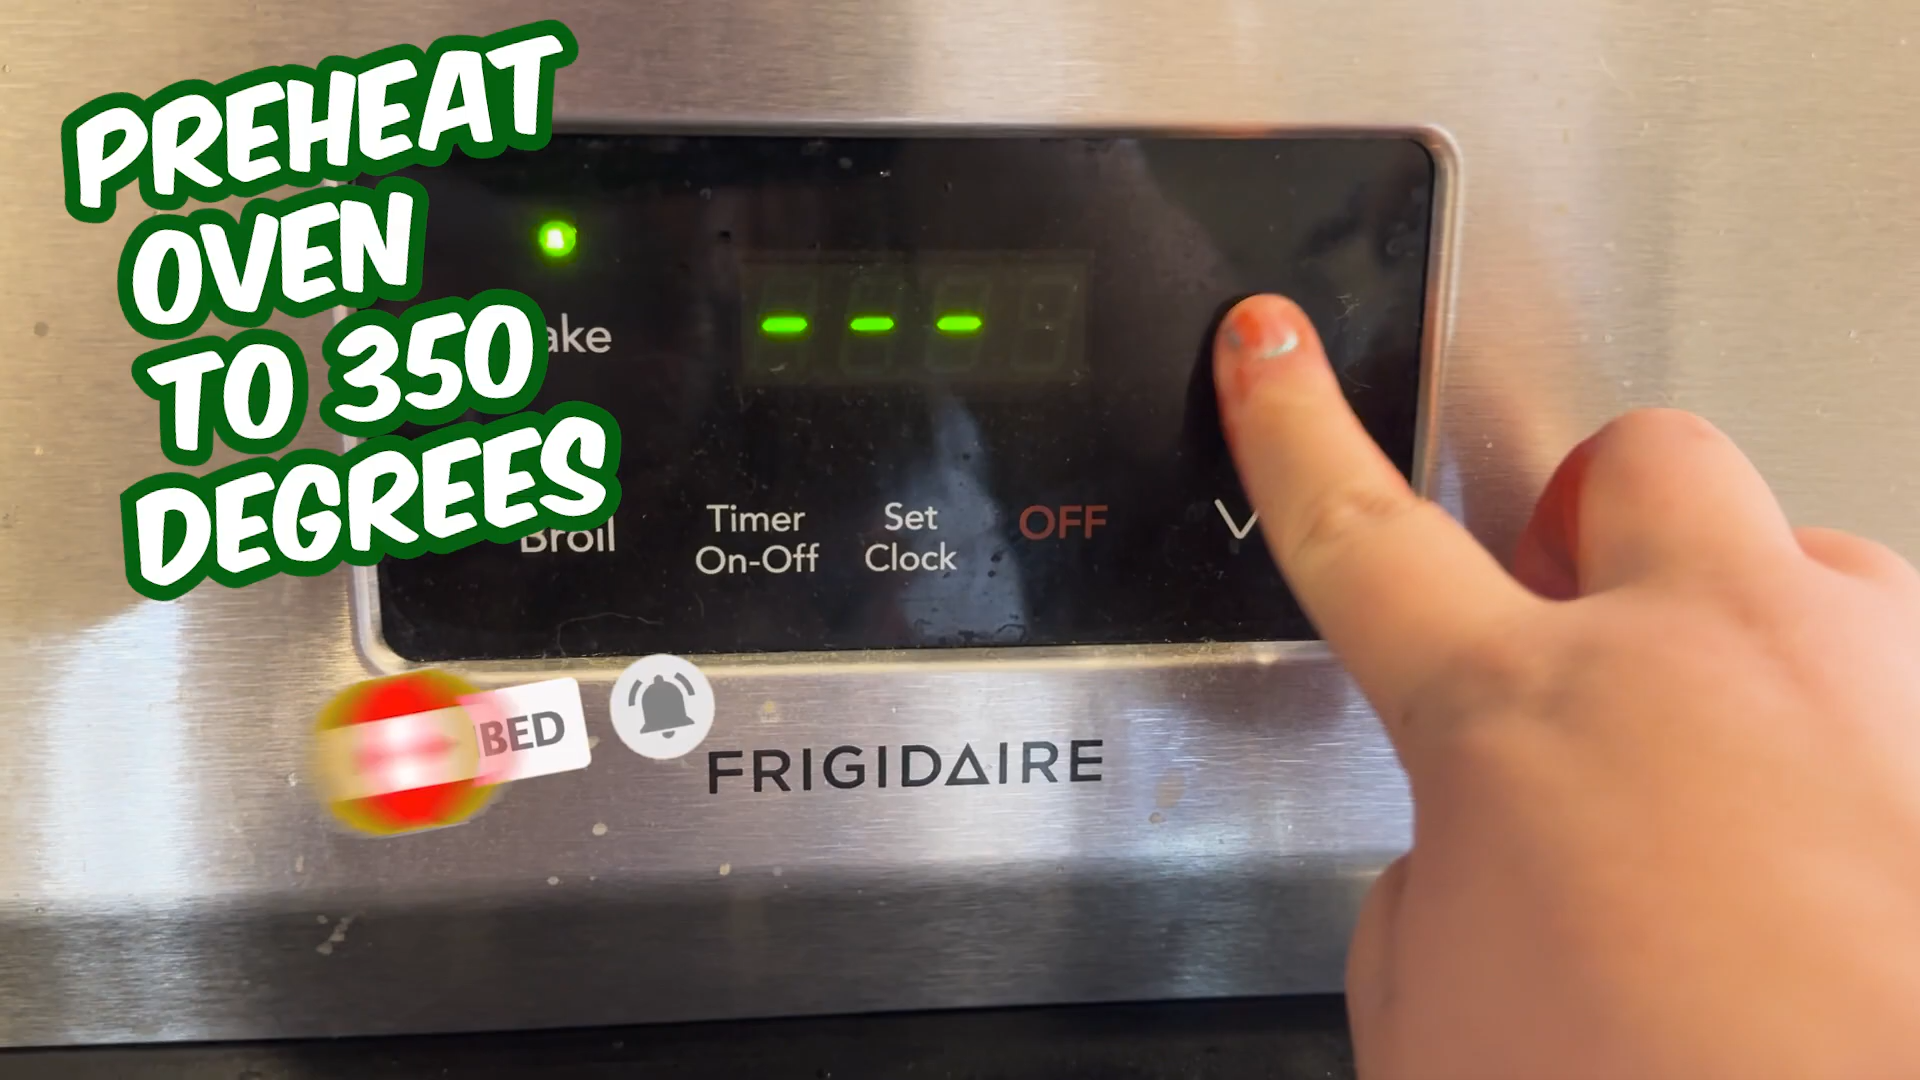 PREHEAT
OVEN
TO 350
DEGREES
ake
- - -
Broil
Timer
On-Off
Set
Clock
OFF
BED
FRIGIDAIRE